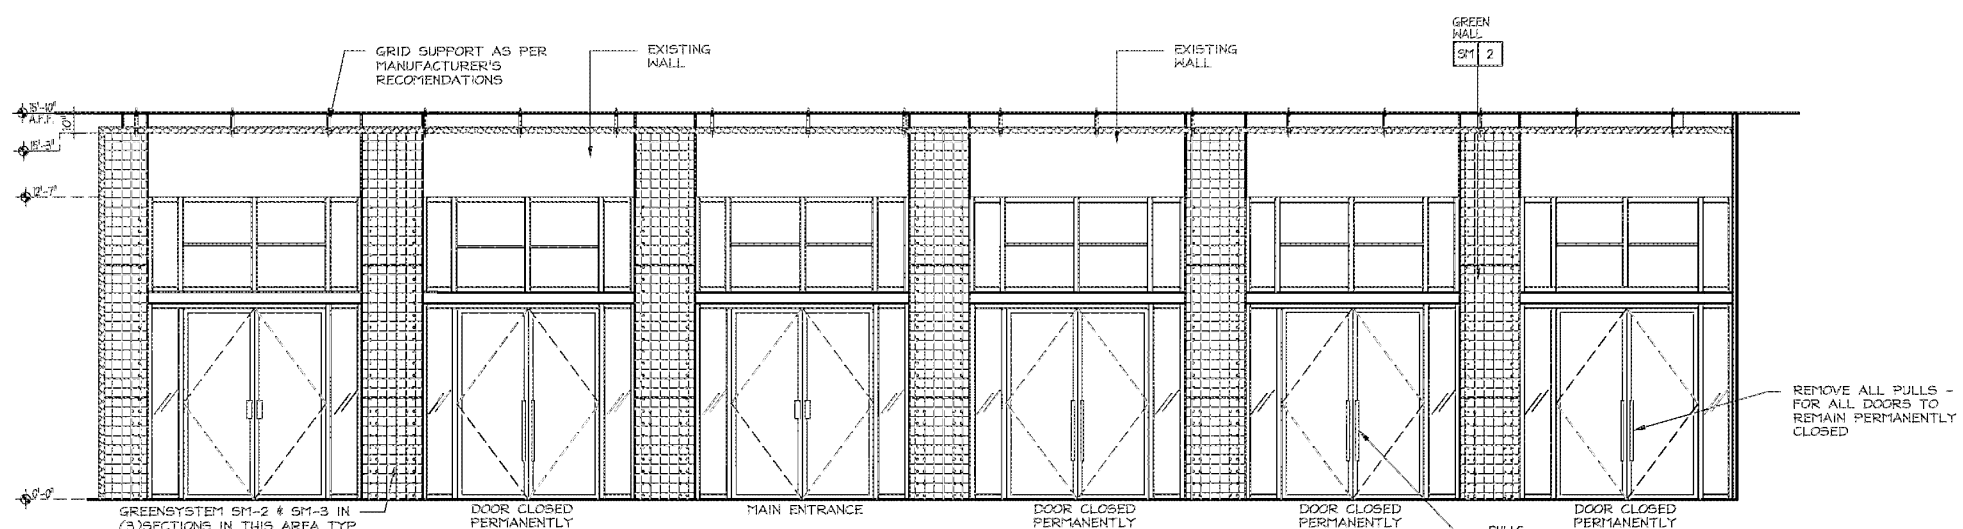 GREEN
WALL
SM 2
GRID SUPPORT AS PER
MANUFACTURER'S
RECOMENDATIONS
EXISTING
WALL
EXISTING
WALL
15'-10"
A.F.F.
10"
12'-7"
0'-0"
REMOVE ALL PULLS -
FOR ALL DOORS TO
REMAIN PERMANENTLY
CLOSED
GREENSYSTEM SM-2 & SM-3 IN
(3)SECTIONS IN THIS AREA TYP
DOOR CLOSED
PERMANENTLY
MAIN ENTRANCE
DOOR CLOSED
PERMANENTLY
DOOR CLOSED
PERMANENTLY
PULLS
DOOR CLOSED
PERMANENTLY